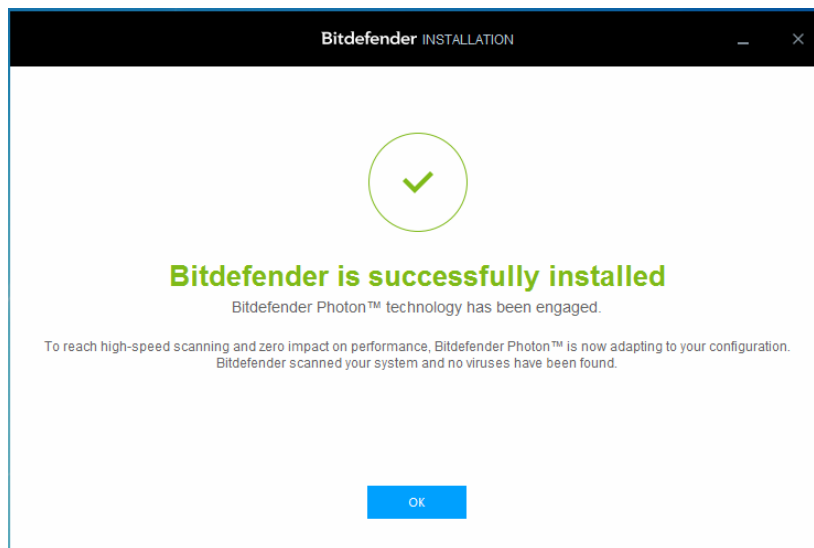 Bitdefender INSTALLATION
Bitdefender is successfully installed
Bitdefender Photon™ technology has been engaged.
To reach high-speed scanning and zero impact on performance, Bitdefender Photon™ is now adapting to your configuration.
Bitdefender scanned your system and no viruses have been found.
OK